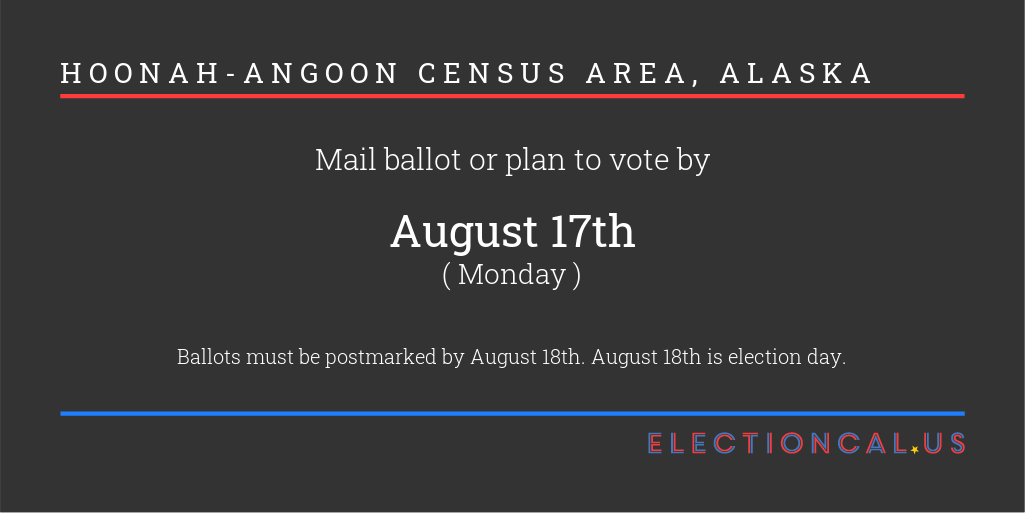 HOONAH-ANGOON CENSUS AREA, ALASKA
Mail ballot or plan to vote by
August 17th
( Monday )
Ballots must be postmarked by August 18th. August 18th is election day.
ELECTIONCAL.US